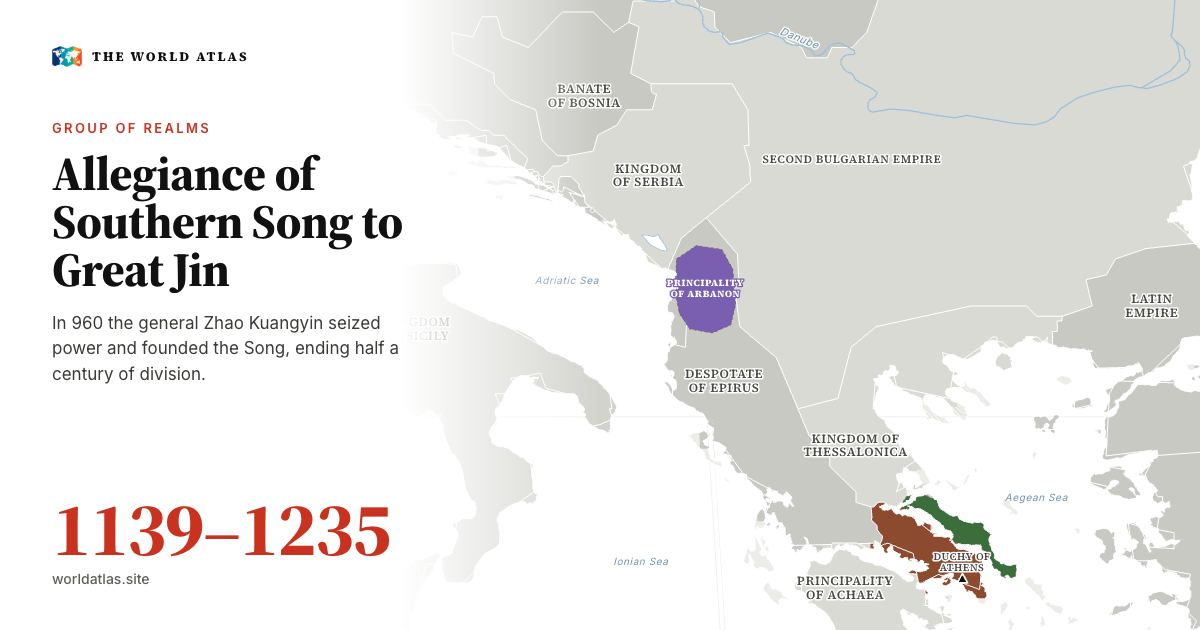 THE WORLD ATLAS
GROUP OF REALMS
Allegiance of
Southern Song to
Great Jin
In 960 the general Zhao Kuangyin seized
power and founded the Song, ending half a
century of division.
1139–1235
worldatlas.site
Danube
BANATE
OF BOSNIA
KINGDOM
OF SERBIA
SECOND BULGARIAN EMPIRE
Adriatic Sea
PRINCIPALITY
OF ARBANON
LATIN
EMPIRE
GDOM
SICILY
DESPOTATE
OF EPIRUS
KINGDOM OF
THESSALONICA
Aegean Sea
Ionian Sea
DUCHY OF
ATHENS
PRINCIPALITY
OF ACHAEA